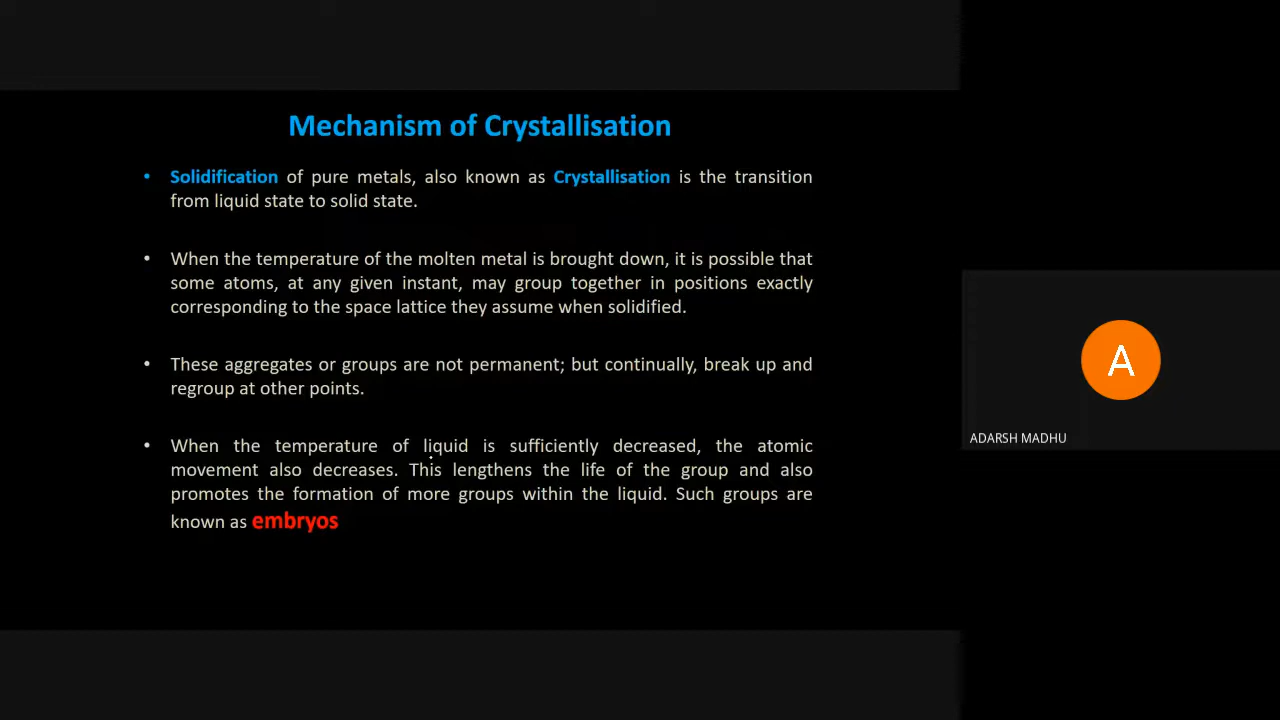 Mechanism of Crystallisation
• Solidification of pure metals, also known as Crystallisation is the transition
from liquid state to solid state.
• When the temperature of the molten metal is brought down, it is possible that
some atoms, at any given instant, may group together in positions exactly
corresponding to the space lattice they assume when solidified.
• These aggregates or groups are not permanent; but continually, break up and
regroup at other points.
• When the temperature of liquid is sufficiently decreased, the atomic
movement also decreases. This lengthens the life of the group and also
promotes the formation of more groups within the liquid. Such groups are
known as embryos
A
ADARSH MADHU